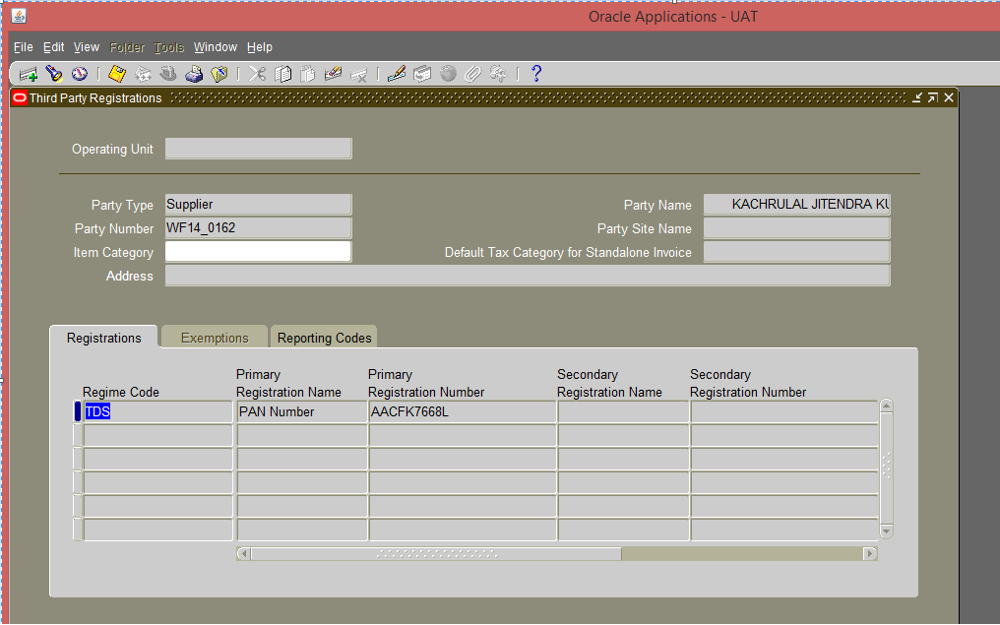 Oracle Applications - UAT
File Edit View Folder Tools Window Help
?
Third Party Registrations
Operating Unit
Party Type Supplier Party Name KACHRULAL JITENDRA KU
Party Number WF14_0162 Party Site Name
Item Category Default Tax Category for Standalone Invoice
Address
Registrations Exemptions Reporting Codes
Primary Primary Secondary Secondary
Regime Code Registration Name Registration Number Registration Name Registration Number
TDS PAN Number AACFK7668L